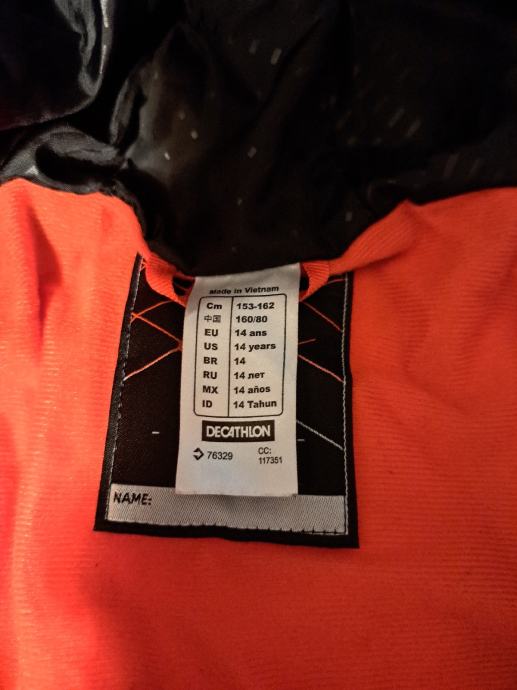 Made in Vietnam
Cm 153-162
中国 160/80
EU 14 ans
US 14 years
BR 14
RU 14 лет
MX 14 años
ID 14 Tahun
DECATHLON
76329 CC:
117351
NAME: